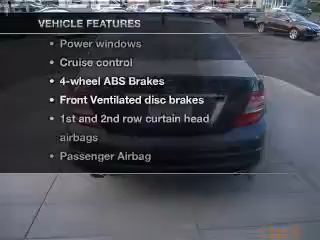 VEHICLE FEATURES
• Power windows
• Cruise control
• 4-wheel ABS Brakes
• Front Ventilated disc brakes
• 1st and 2nd row curtain head
airbags
• Passenger Airbag